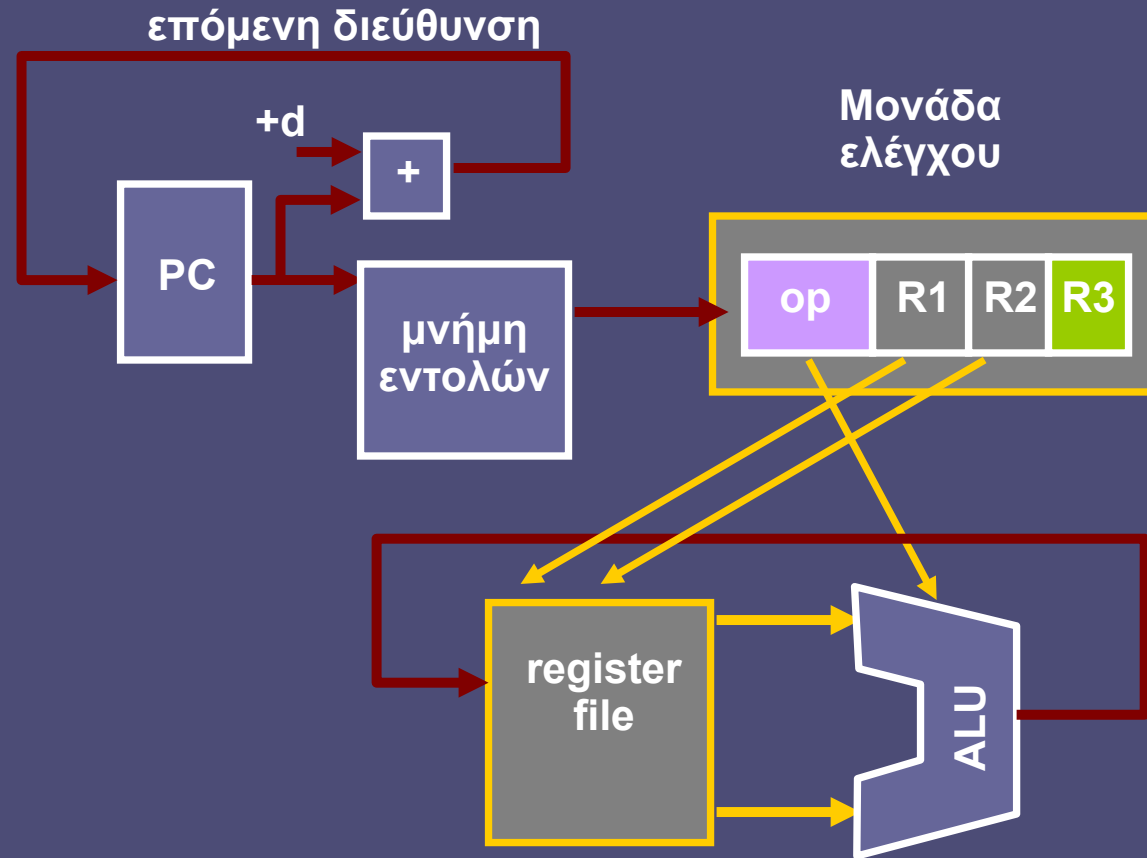 επόμενη διεύθυνση
+d
+
PC
μνήμη
εντολών
Μονάδα
ελέγχου
op R1 R2 R3
register
file
ALU